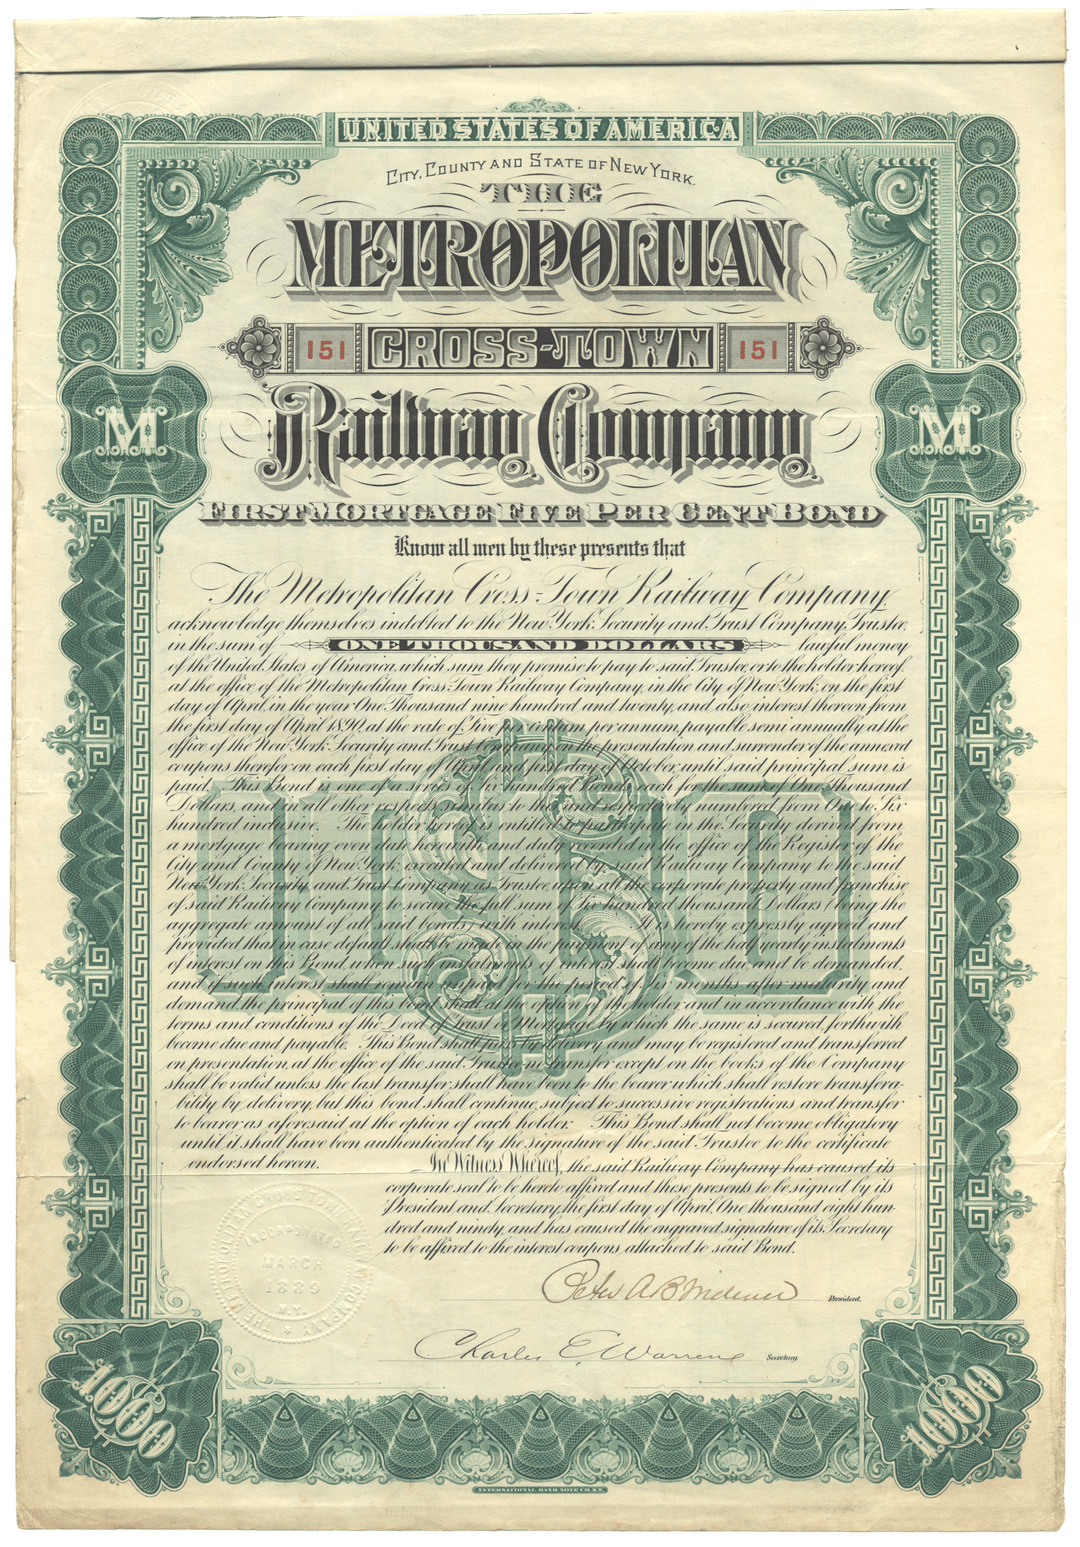 UNITED STATES OF AMERICA
CITY, COUNTY AND STATE OF NEW YORK.
THE
METROPOLITAN
151 CROSS-TOWN 151
Railway Company
M M
FIRST MORTGAGE FIVE PER CENT BOND
Know all men by these presents that
The Metropolitan Cross-Town Railway Company
acknowledge themselves indebted to the New York Security and Trust Company, Trustee,
in the sum of ONE THOUSAND DOLLARS lawful money
of the United States of America, which sum they promise to pay to said Trustee, or to the holder hereof,
at the office of the Metropolitan Cross-Town Railway Company, in the City of New York, on the first
day of April, in the year One Thousand nine hundred and twenty, and also interest thereon from
the first day of April 1890, at the rate of Five per centum per annum, payable semi annually at the
office of the New York Security and Trust Company, on the presentation and surrender of the annexed
coupons therefor on each first day of April and first day of October, until said principal sum is
paid. This Bond is one of a series of six hundred Bonds, each for the sum of One Thousand
Dollars, and in all other respects similar to this and respectively numbered from One to Six
hundred inclusive. The holder hereof is entitled to participate in the Security derived from
a mortgage bearing even date herewith and duly recorded in the office of the Register of the
City and County of New York executed and delivered by said Railway Company to the said
New York Security and Trust Company as Trustee, upon all the corporate property and franchise
of said Railway Company to secure the full sum of Six hundred thousand Dollars (being the
aggregate amount of all said bonds) with interest. It is hereby expressly agreed and
provided that in case default shall be made in the payment of any of the half yearly instalments
of interest on this Bond, when such instalments of interest shall become due, and be demanded,
and if such interest shall remain unpaid for the period of six months after maturity and
demand, the principal of this bond shall at the option of the holder and in accordance with the
terms and conditions of the Deed of Trust or Mortgage by which the same is secured, forthwith
become due and payable. This Bond shall pass by delivery and may be registered and transferred
on presentation, at the office of the said Trustee, no transfer except on the books of the Company
shall be valid unless the last transfer shall have been to the bearer which shall restore transfera-
bility by delivery, but this bond shall continue, subject to successive registrations and transfer
to bearer as aforesaid at the option of each holder. This Bond shall not become obligatory
until it shall have been authenticated by the signature of the said Trustee to the certificate
endorsed hereon. In Witness Whereof, the said Railway Company has caused its
corporate seal to be hereto affixed and these presents to be signed by its
President and Secretary, the first day of April, One thousand eight hun-
dred and ninety, and has caused the engraved signature of its Secretary
to be affixed to the interest coupons attached to said Bond.
THE METROPOLITAN CROSSTOWN RAILWAY COMPANY
INCORPORATED
MARCH
1889
N.Y.
Peter A B Widener President.
Charles E. Warren Secretary.
$1000
1000 1000
INTERNATIONAL BANK NOTE CO. N.Y.